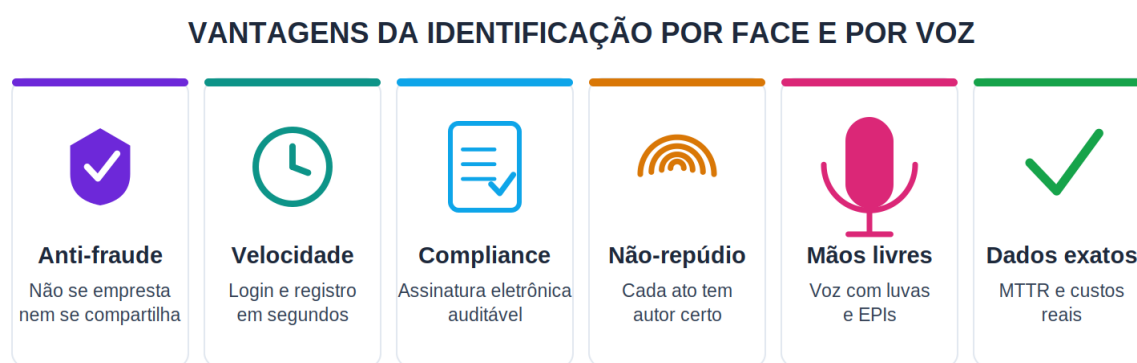 VANTAGENS DA IDENTIFICAÇÃO POR FACE E POR VOZ
Anti-fraude
Não se empresta
nem se compartilha
Velocidade
Login e registro
em segundos
Compliance
Assinatura eletrônica
auditável
Não-repúdio
Cada ato tem
autor certo
Mãos livres
Voz com luvas
e EPIs
Dados exatos
MTTR e custos
reais